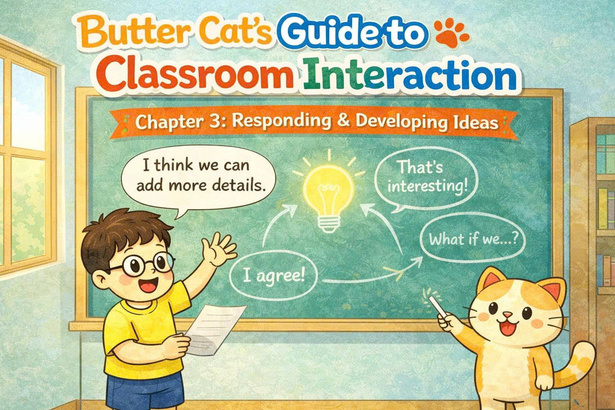 Butter Cat's Guide to
Classroom Interaction
Chapter 3: Responding & Developing Ideas
I think we can
add more details.
That's
interesting!
What if we...?
I agree!